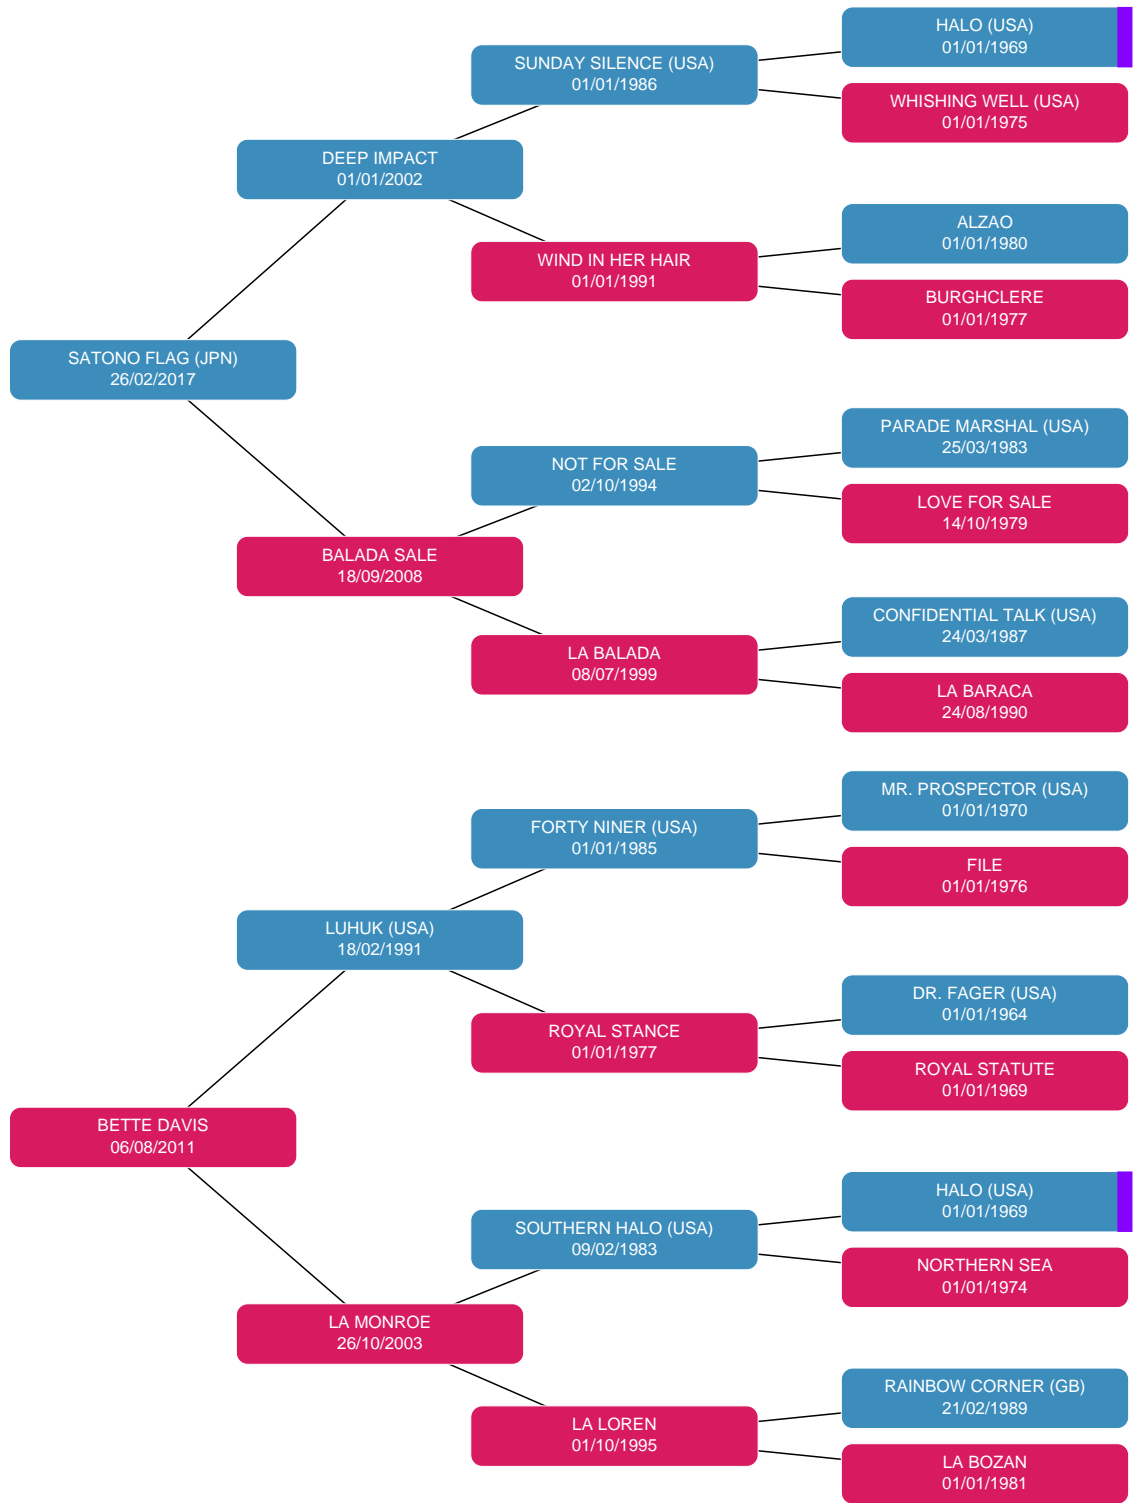 HALO (USA)
01/01/1969
SUNDAY SILENCE (USA)
01/01/1986
WHISHING WELL (USA)
01/01/1975
DEEP IMPACT
01/01/2002
ALZAO
01/01/1980
WIND IN HER HAIR
01/01/1991
BURGHCLERE
01/01/1977
SATONO FLAG (JPN)
26/02/2017
PARADE MARSHAL (USA)
25/03/1983
NOT FOR SALE
02/10/1994
LOVE FOR SALE
14/10/1979
BALADA SALE
18/09/2008
CONFIDENTIAL TALK (USA)
24/03/1987
LA BALADA
08/07/1999
LA BARACA
24/08/1990
MR. PROSPECTOR (USA)
01/01/1970
FORTY NINER (USA)
01/01/1985
FILE
01/01/1976
LUHUK (USA)
18/02/1991
DR. FAGER (USA)
01/01/1964
ROYAL STANCE
01/01/1977
ROYAL STATUTE
01/01/1969
BETTE DAVIS
06/08/2011
HALO (USA)
01/01/1969
SOUTHERN HALO (USA)
09/02/1983
NORTHERN SEA
01/01/1974
LA MONROE
26/10/2003
RAINBOW CORNER (GB)
21/02/1989
LA LOREN
01/10/1995
LA BOZAN
01/01/1981